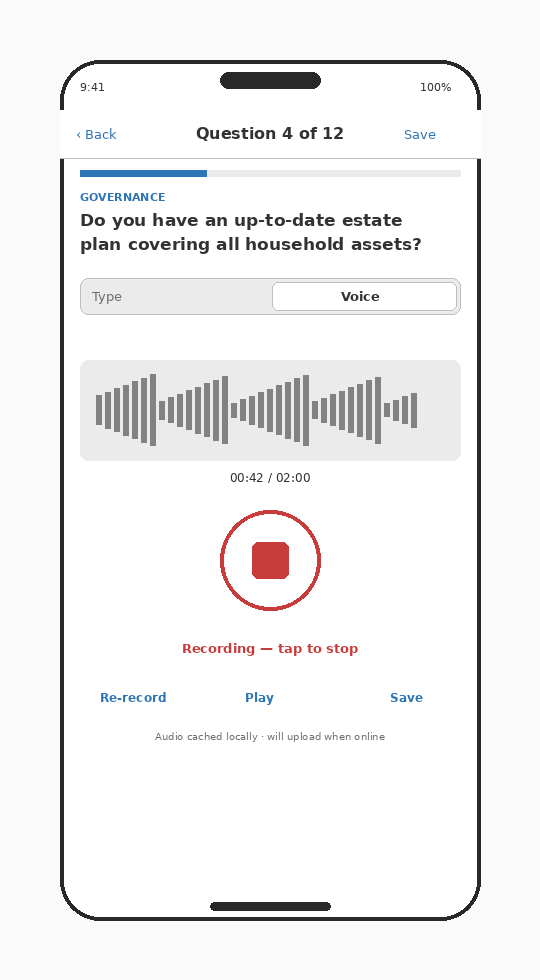 9:41
100%
‹ Back
Question 4 of 12
Save
GOVERNANCE
Do you have an up-to-date estate
plan covering all household assets?
Type
Voice
00:42 / 02:00
Recording — tap to stop
Re-record
Play
Save
Audio cached locally · will upload when online